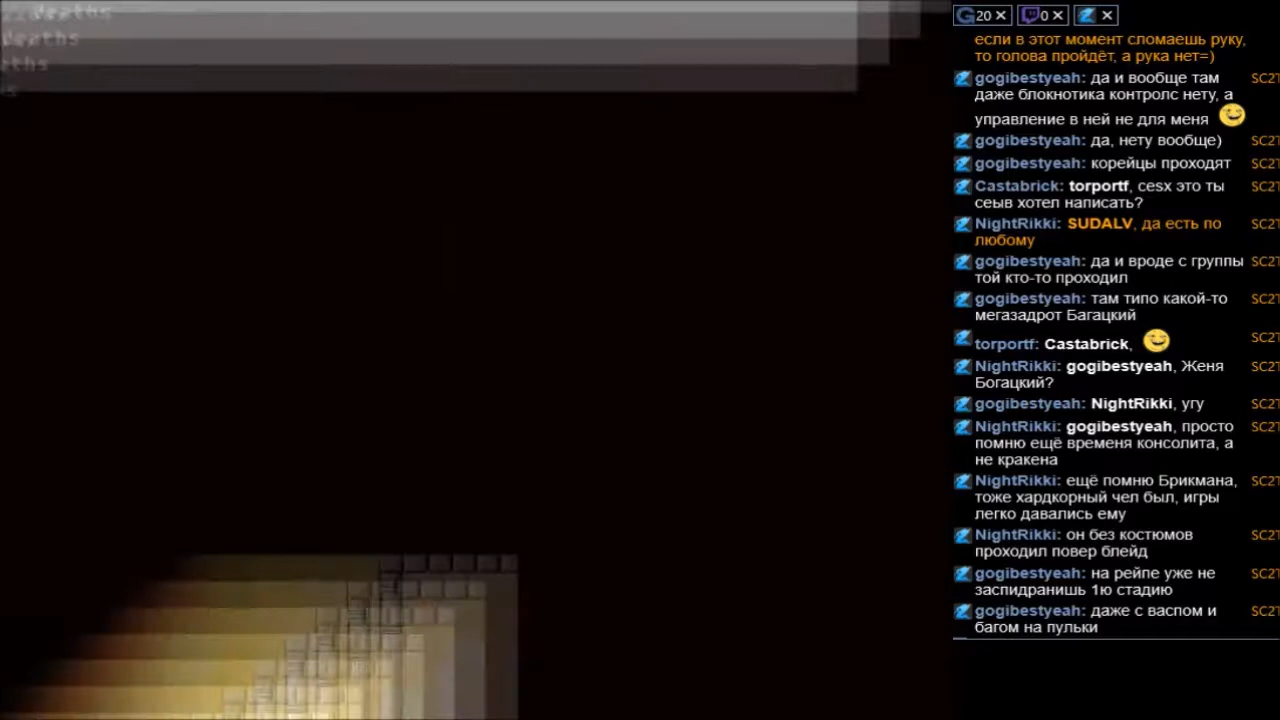 deaths
deaths
20 ×
0 ×
×
если в этот момент сломаешь руку,
то голова пройдёт, а рука нет=)
gogibestyeah: да и вообще там
даже блокнотика контролс нету, а
управление в ней не для меня
gogibestyeah: да, нету вообще)
gogibestyeah: корейцы проходят
Castabrick: torportf, cesx это ты
сеыв хотел написать?
NightRikki: SUDALV, да есть по
любому
gogibestyeah: да и вроде с группы
той кто-то проходил
gogibestyeah: там типо какой-то
мегазадрот Багацкий
torportf: Castabrick,
NightRikki: gogibestyeah, Женя
Богацкий?
gogibestyeah: NightRikki, угу
NightRikki: gogibestyeah, просто
помню ещё временя консолита, а
не кракена
NightRikki: ещё помню Брикмана,
тоже хардкорный чел был, игры
легко давались ему
NightRikki: он без костюмов
проходил повер блейд
gogibestyeah: на рейпе уже не
заспидранишь 1ю стадию
gogibestyeah: даже с васпом и
багом на пульки